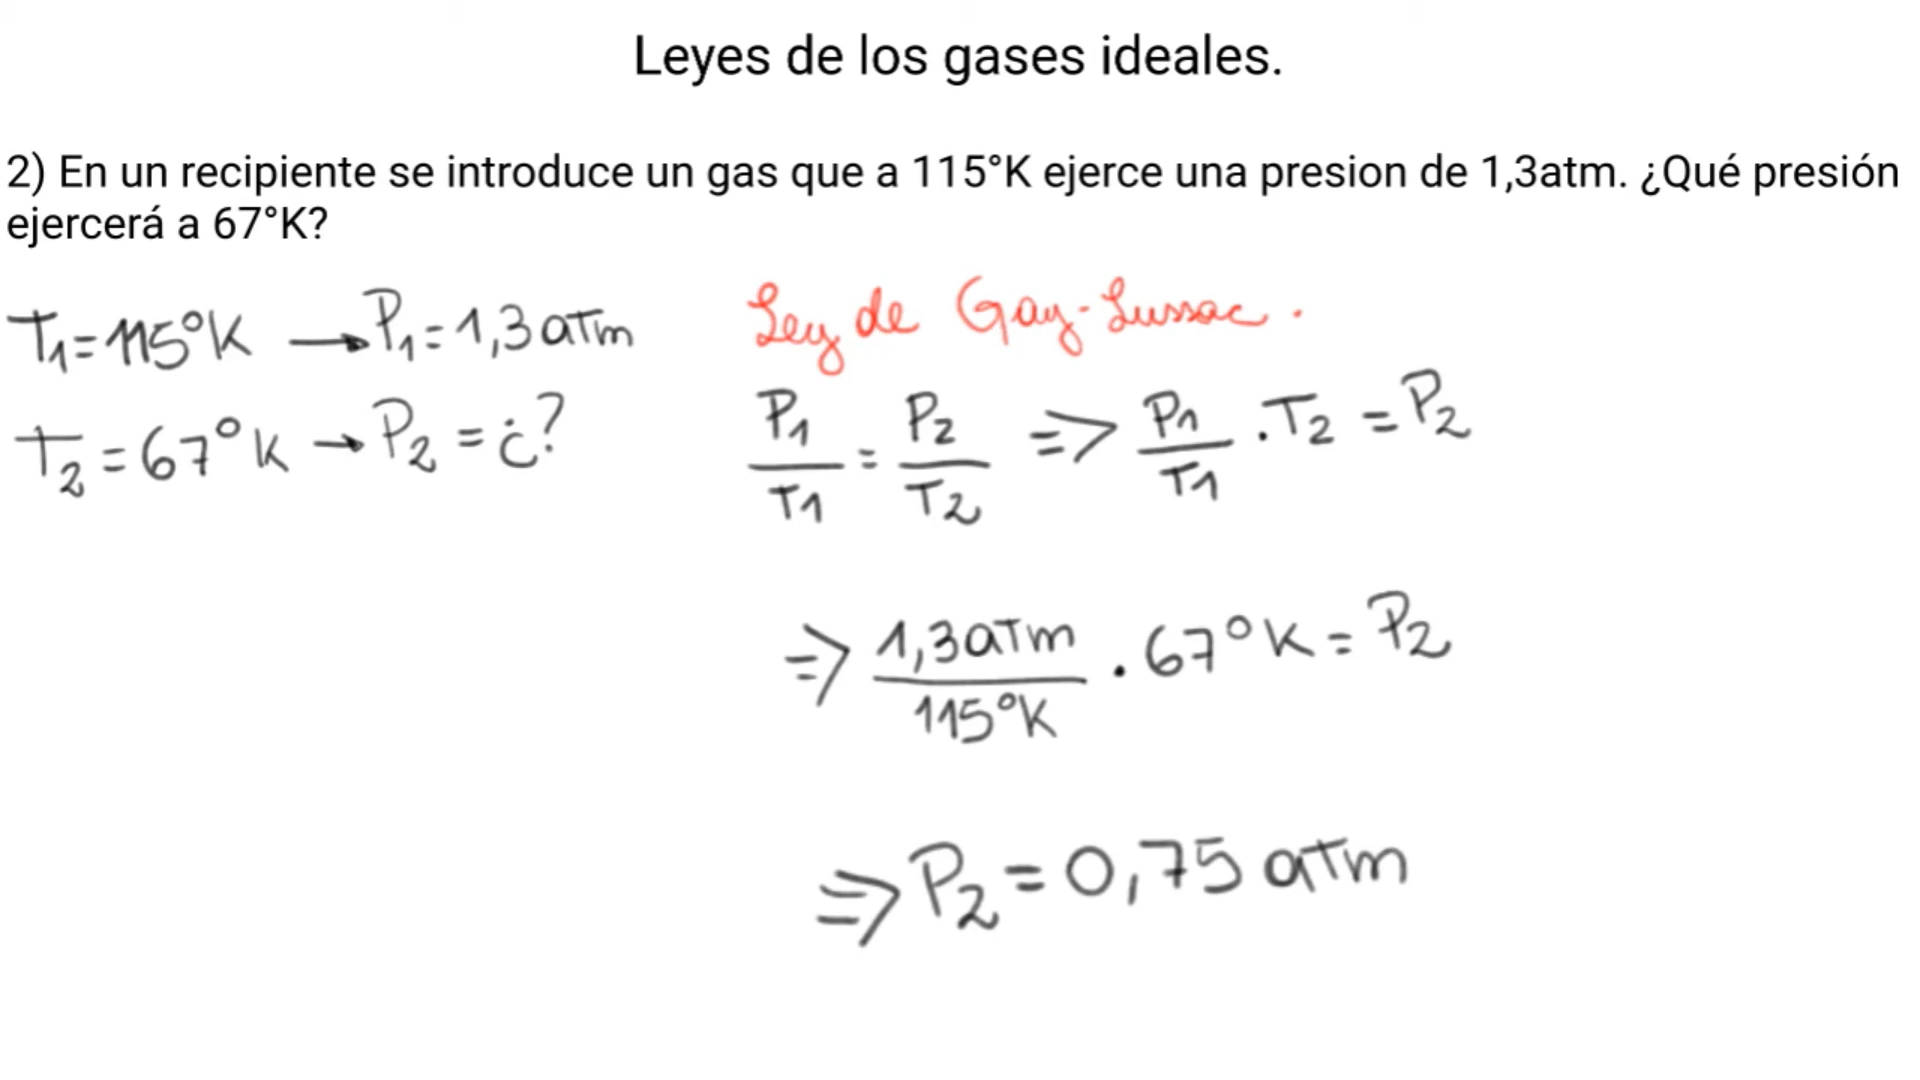 Leyes de los gases ideales.
2) En un recipiente se introduce un gas que a 115°K ejerce una presion de 1,3atm. ¿Qué presión
ejercerá a 67°K?
T₁=115°K → P₁=1,3 atm
T₂=67°K → P₂=¿?
Ley de Gay-Lussac.
P₁/T₁ = P₂/T₂ ⇒ P₁/T₁ . T₂ = P₂
⇒ 1,3atm/115°K . 67°K = P₂
⇒ P₂ = 0,75 atm